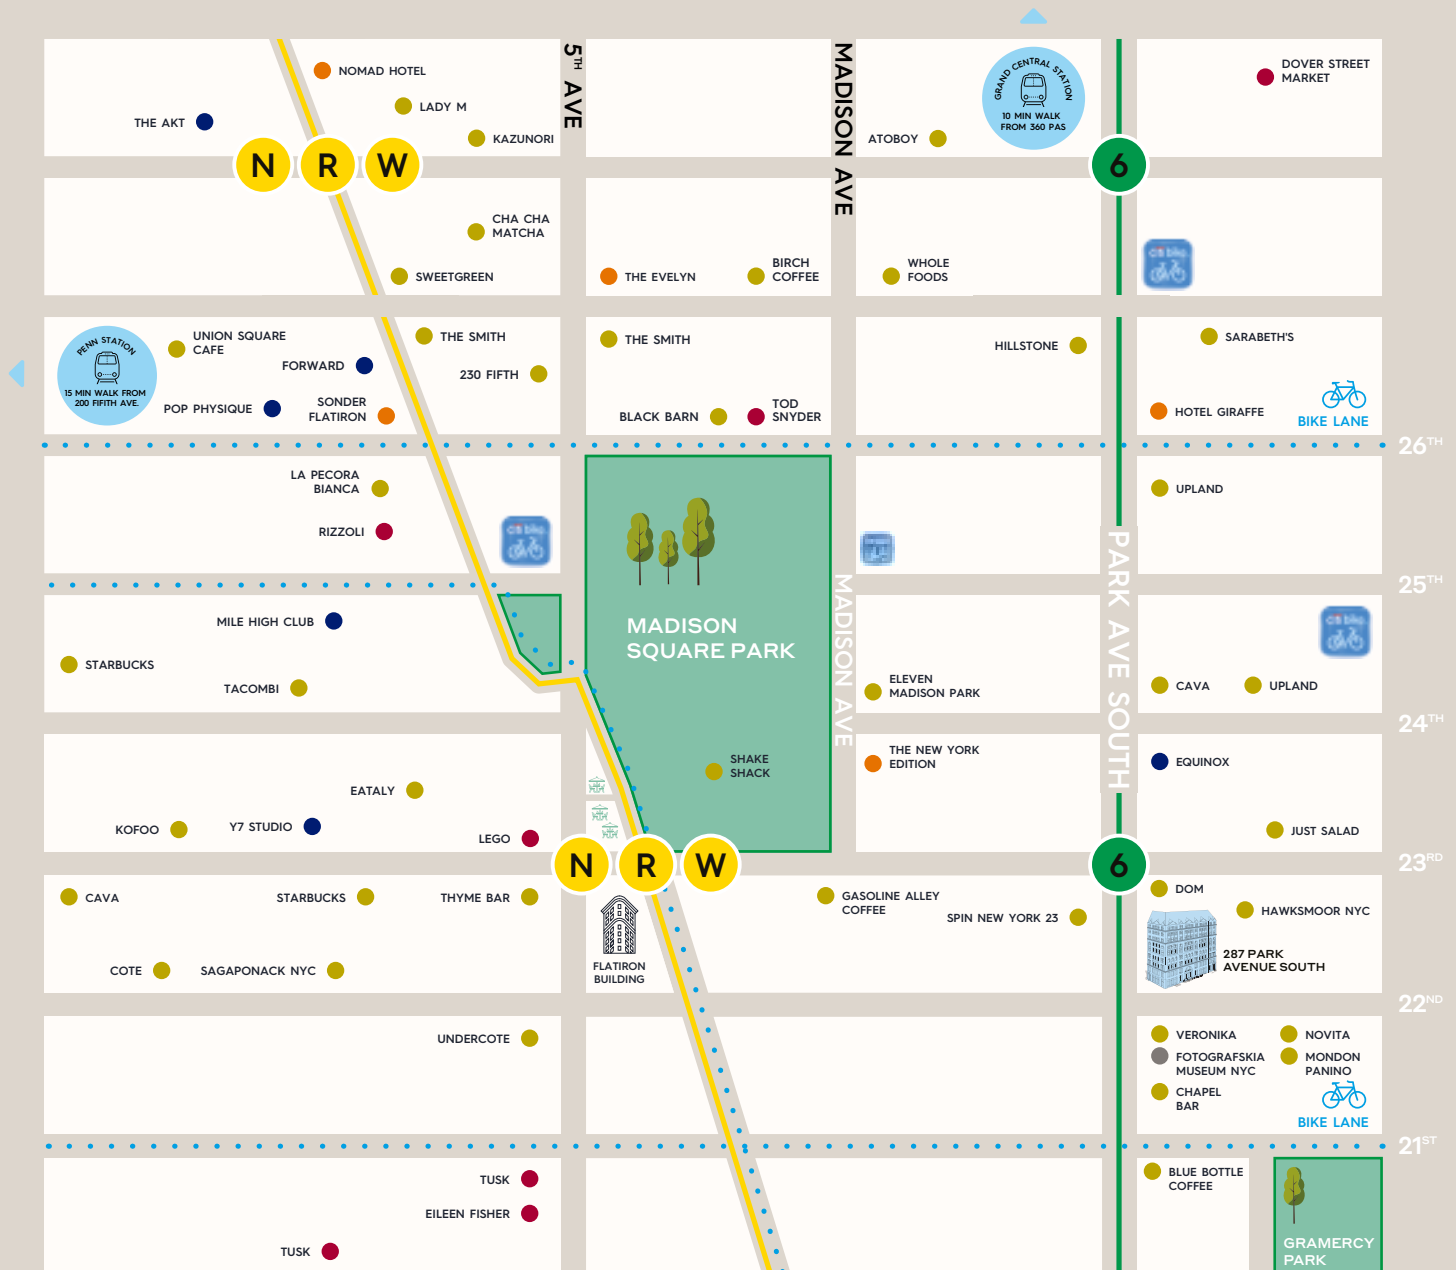 5TH AVE
MADISON AVE
GRAND CENTRAL STATION
10 MIN WALK
FROM 360 PAS
DOVER STREET
MARKET
NOMAD HOTEL
LADY M
THE AKT
KAZUNORI
ATOBOY
N R W
6
CHA CHA
MATCHA
SWEETGREEN
THE EVELYN
BIRCH
COFFEE
WHOLE
FOODS
citi bike
PENN STATION
15 MIN WALK FROM
200 FIFITH AVE.
UNION SQUARE
CAFE
FORWARD
THE SMITH
230 FIFTH
POP PHYSIQUE
SONDER
FLATIRON
THE SMITH
BLACK BARN
TOD
SNYDER
HILLSTONE
SARABETH'S
HOTEL GIRAFFE
BIKE LANE
26TH
LA PECORA
BIANCA
RIZZOLI
citi bike
UPLAND
PARK AVE SOUTH
25TH
MILE HIGH CLUB
STARBUCKS
TACOMBI
MADISON
SQUARE PARK
MADISON AVE
ELEVEN
MADISON PARK
citi bike
CAVA
UPLAND
24TH
EATALY
KOFOO
Y7 STUDIO
LEGO
SHAKE
SHACK
THE NEW YORK
EDITION
EQUINOX
JUST SALAD
N R W
6
23RD
CAVA
STARBUCKS
THYME BAR
COTE
SAGAPONACK NYC
FLATIRON
BUILDING
GASOLINE ALLEY
COFFEE
SPIN NEW YORK 23
DOM
HAWKSMOOR NYC
287 PARK
AVENUE SOUTH
22ND
UNDERCOTE
VERONIKA
NOVITA
FOTOGRAFSKIA
MUSEUM NYC
MONDON
PANINO
CHAPEL
BAR
BIKE LANE
21ST
TUSK
EILEEN FISHER
TUSK
BLUE BOTTLE
COFFEE
GRAMERCY
PARK